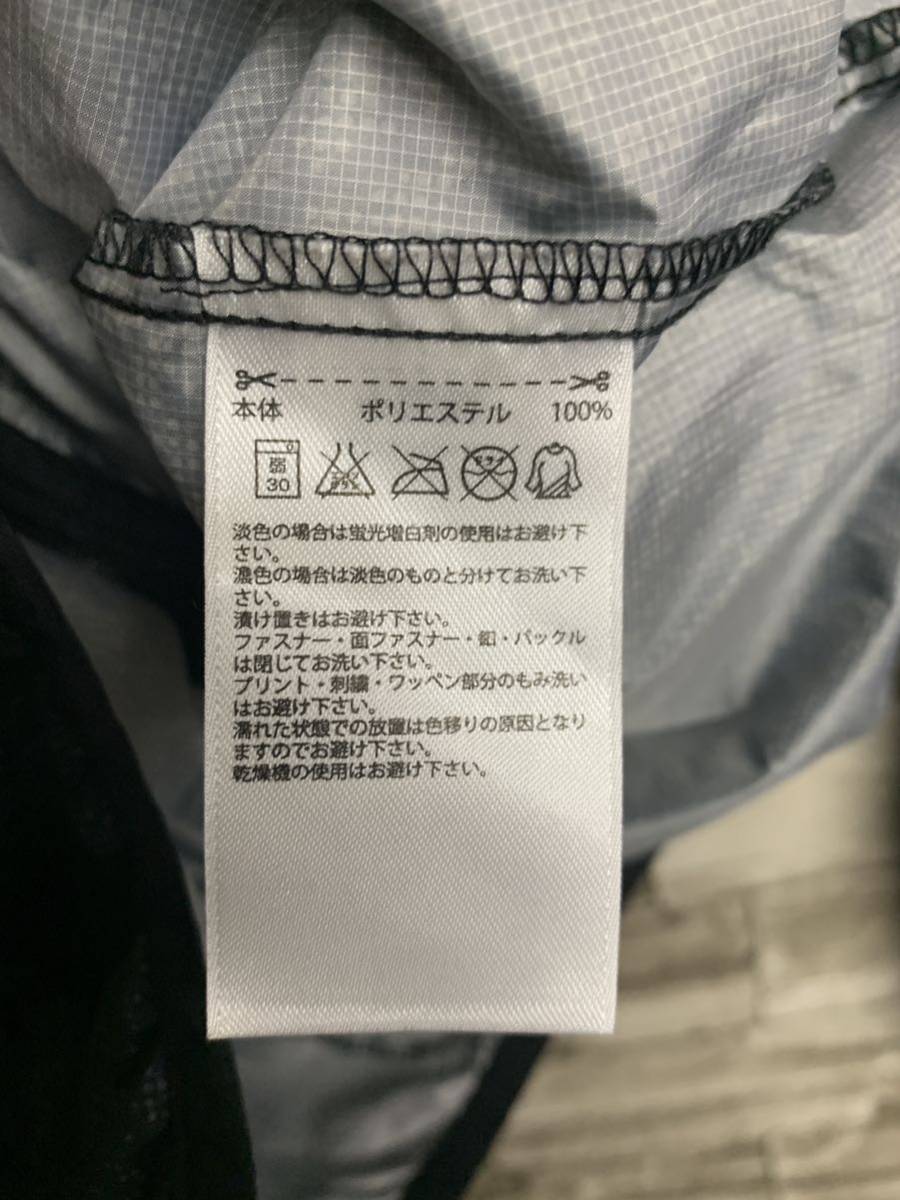 本体 ポリエステル 100%
弱
30
淡色の場合は蛍光増白剤の使用はお避け下
さい。
濃色の場合は淡色のものと分けてお洗い下
さい。
漬け置きはお避け下さい。
ファスナー・面ファスナー・釦・バックル
は閉じてお洗い下さい。
プリント・刺繍・ワッペン部分のもみ洗い
はお避け下さい。
濡れた状態での放置は色移りの原因となり
ますのでお避け下さい。
乾燥機の使用はお避け下さい。